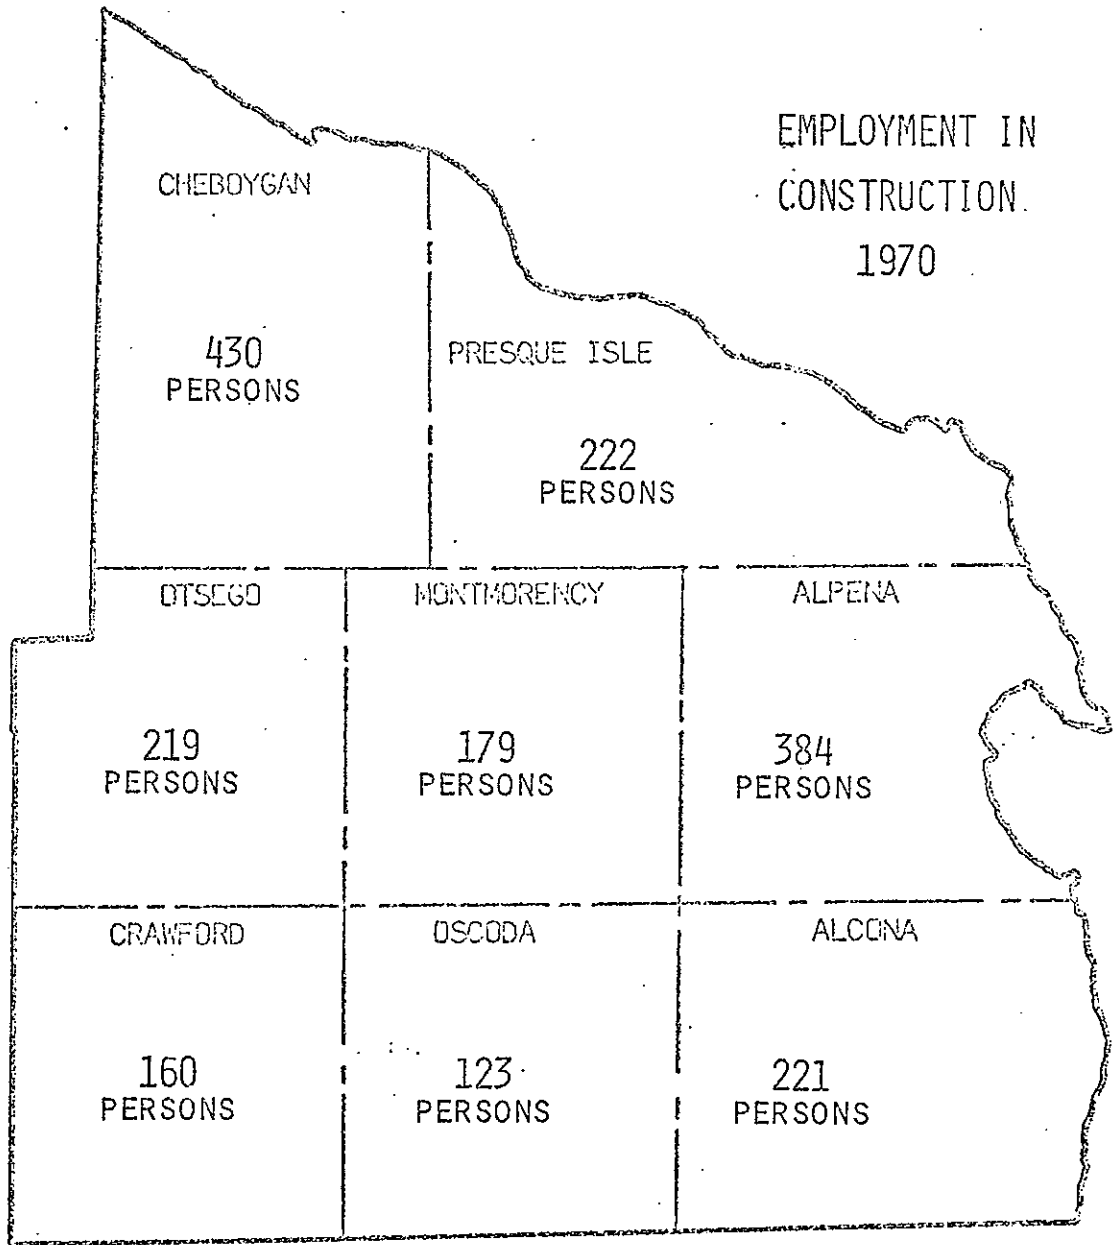 EMPLOYMENT IN
CONSTRUCTION
1970
CHEBOYGAN
430
PERSONS
PRESQUE ISLE
222
PERSONS
OTSEGO
219
PERSONS
MONTMORENCY
179
PERSONS
ALPENA
384
PERSONS
CRAWFORD
160
PERSONS
OSCODA
123
PERSONS
ALCONA
221
PERSONS